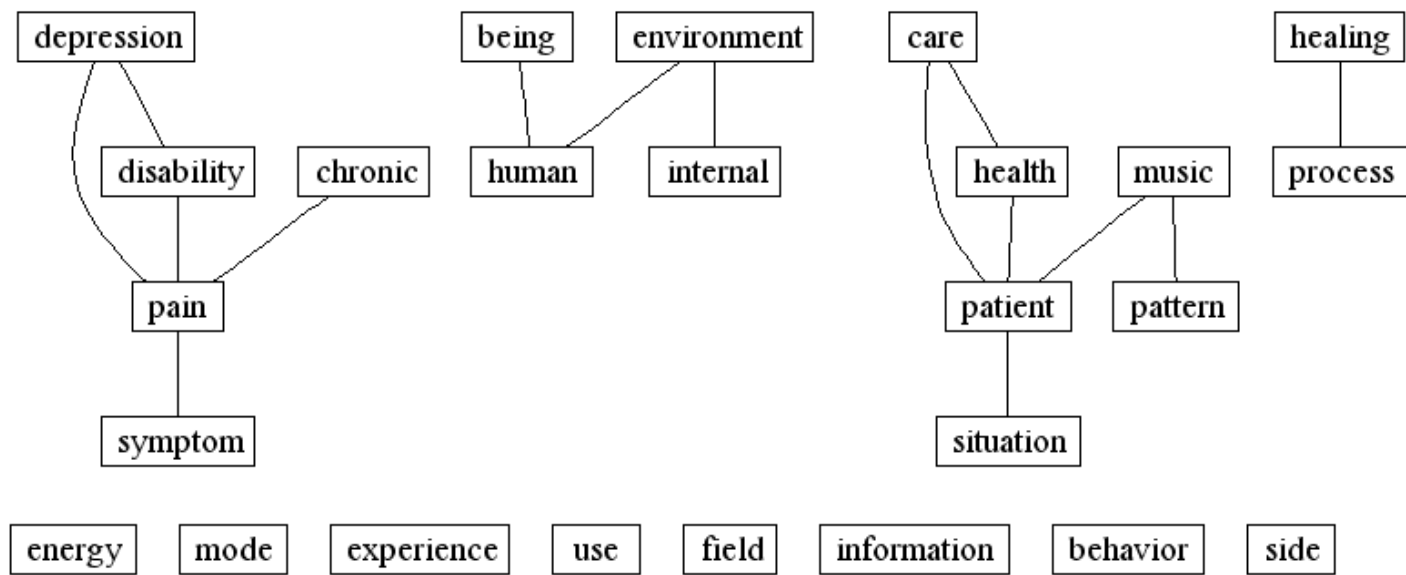 depression being environment care healing
disability chronic human internal health music process
pain patient pattern
symptom situation
energy mode experience use field information behavior side